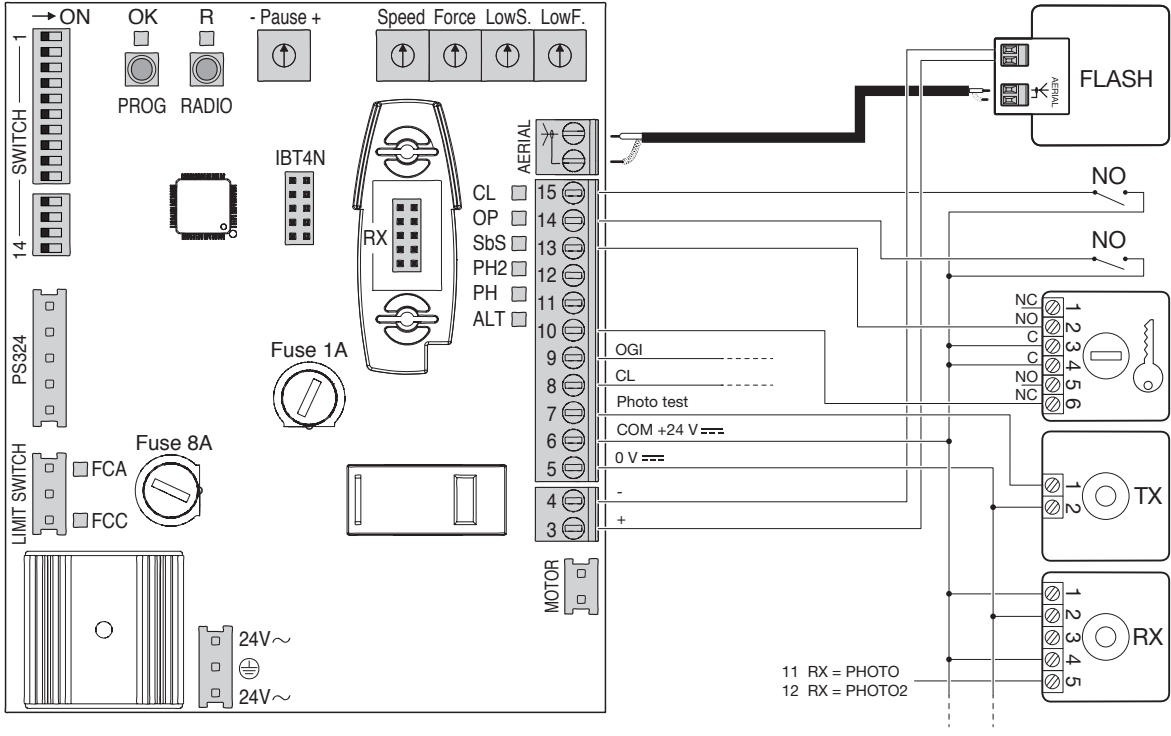 → ON
OK
R
- Pause +
Speed Force LowS. LowF.
1
SWITCH
14
PROG RADIO
IBT4N
RX
AERIAL
CL 15
OP 14
SbS 13
PH2 12
PH 11
ALT 10
9
8
7
6
5
4
3
OGI
CL
Photo test
COM +24 V
0 V
-
+
PS324
Fuse 1A
Fuse 8A
LIMIT SWITCH
FCA
FCC
MOTOR
24V~
24V~
FLASH
AERIAL
NO
NO
NC 1
NO 2
C 3
C 4
NO 5
NC 6
1
2
TX
1
2
3
4
5
RX
11 RX = PHOTO
12 RX = PHOTO2